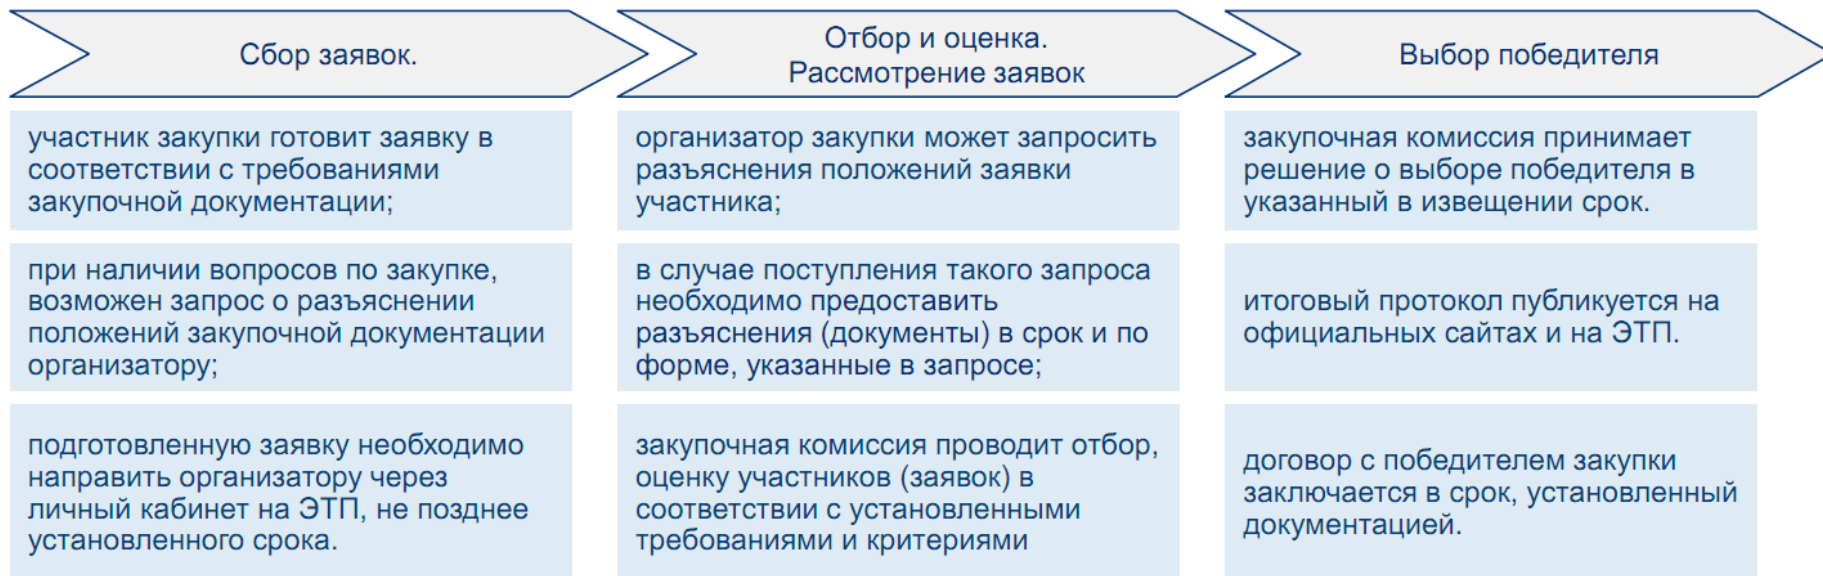 Сбор заявок.
Отбор и оценка.
Рассмотрение заявок
Выбор победителя
участник закупки готовит заявку в
соответствии с требованиями
закупочной документации;
организатор закупки может запросить
разъяснения положений заявки
участника;
закупочная комиссия принимает
решение о выборе победителя в
указанный в извещении срок.
при наличии вопросов по закупке,
возможен запрос о разъяснении
положений закупочной документации
организатору;
в случае поступления такого запроса
необходимо предоставить
разъяснения (документы) в срок и по
форме, указанные в запросе;
итоговый протокол публикуется на
официальных сайтах и на ЭТП.
подготовленную заявку необходимо
направить организатору через
личный кабинет на ЭТП, не позднее
установленного срока.
закупочная комиссия проводит отбор,
оценку участников (заявок) в
соответствии с установленными
требованиями и критериями
договор с победителем закупки
заключается в срок, установленный
документацией.